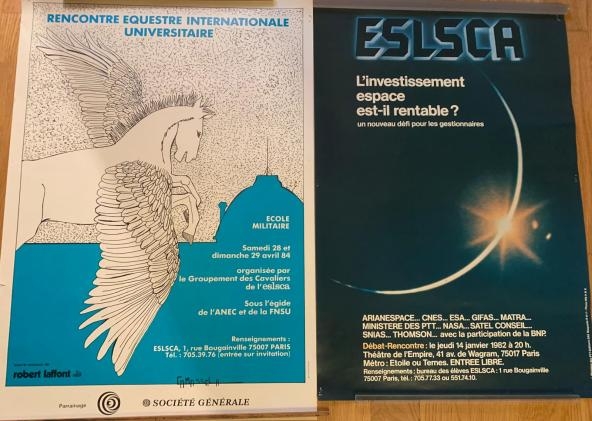 RENCONTRE EQUESTRE INTERNATIONALE
UNIVERSITAIRE
ECOLE
MILITAIRE
Samedi 28 et
dimanche 29 avril 84
organisée par
le Groupement des Cavaliers
de l'eslsca
Sous l'égide
de l'ANEC et de la FNSU
Renseignements :
ESLSCA, 1, rue Bougainville 75007 PARIS
Tél. : 705.39.76 (entrée sur invitation)
robert laffont
Parrainage
SOCIÉTÉ GÉNÉRALE
ESLSCA
L'investissement
espace
est-il rentable ?
un nouveau défi pour les gestionnaires
ARIANESPACE... CNES... ESA... GIFAS... MATRA...
MINISTERE DES PTT... NASA... SATEL CONSEIL...
SNIAS... THOMSON... avec la participation de la BNP.
Débat-Rencontre : le jeudi 14 janvier 1982 à 20 h.
Théâtre de l'Empire, 41 av. de Wagram, 75017 Paris
Métro : Etoile ou Ternes. ENTREE LIBRE.
Renseignements : bureau des élèves ESLSCA : 1 rue Bougainville
75007 Paris, tél. : 705.77.33 ou 551.74.10.